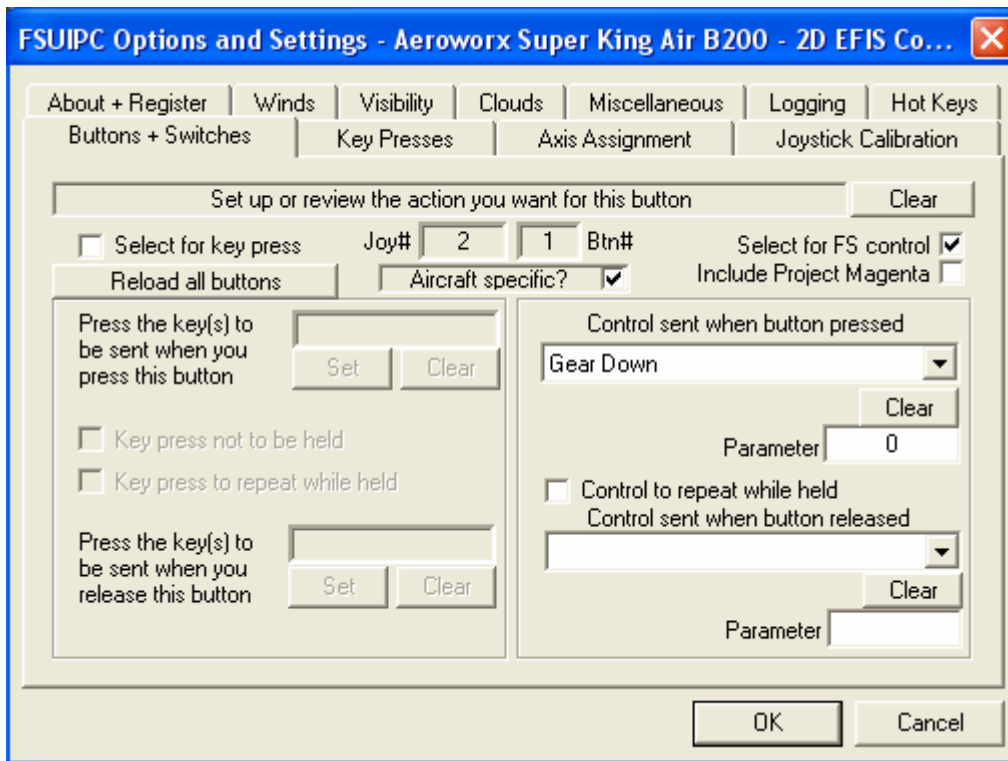 FSUIPC Options and Settings - Aeroworx Super King Air B200 - 2D EFIS Co...
About + Register Winds Visibility Clouds Miscellaneous Logging Hot Keys
Buttons + Switches Key Presses Axis Assignment Joystick Calibration
Set up or review the action you want for this button Clear
Select for key press Joy# 2 1 Btn# Select for FS control
Reload all buttons Aircraft specific? Include Project Magenta
Press the key(s) to
be sent when you
press this button
Set Clear
Key press not to be held
Key press to repeat while held
Press the key(s) to
be sent when you
release this button
Set Clear
Control sent when button pressed
Gear Down
Clear
Parameter 0
Control to repeat while held
Control sent when button released
Clear
Parameter
OK Cancel